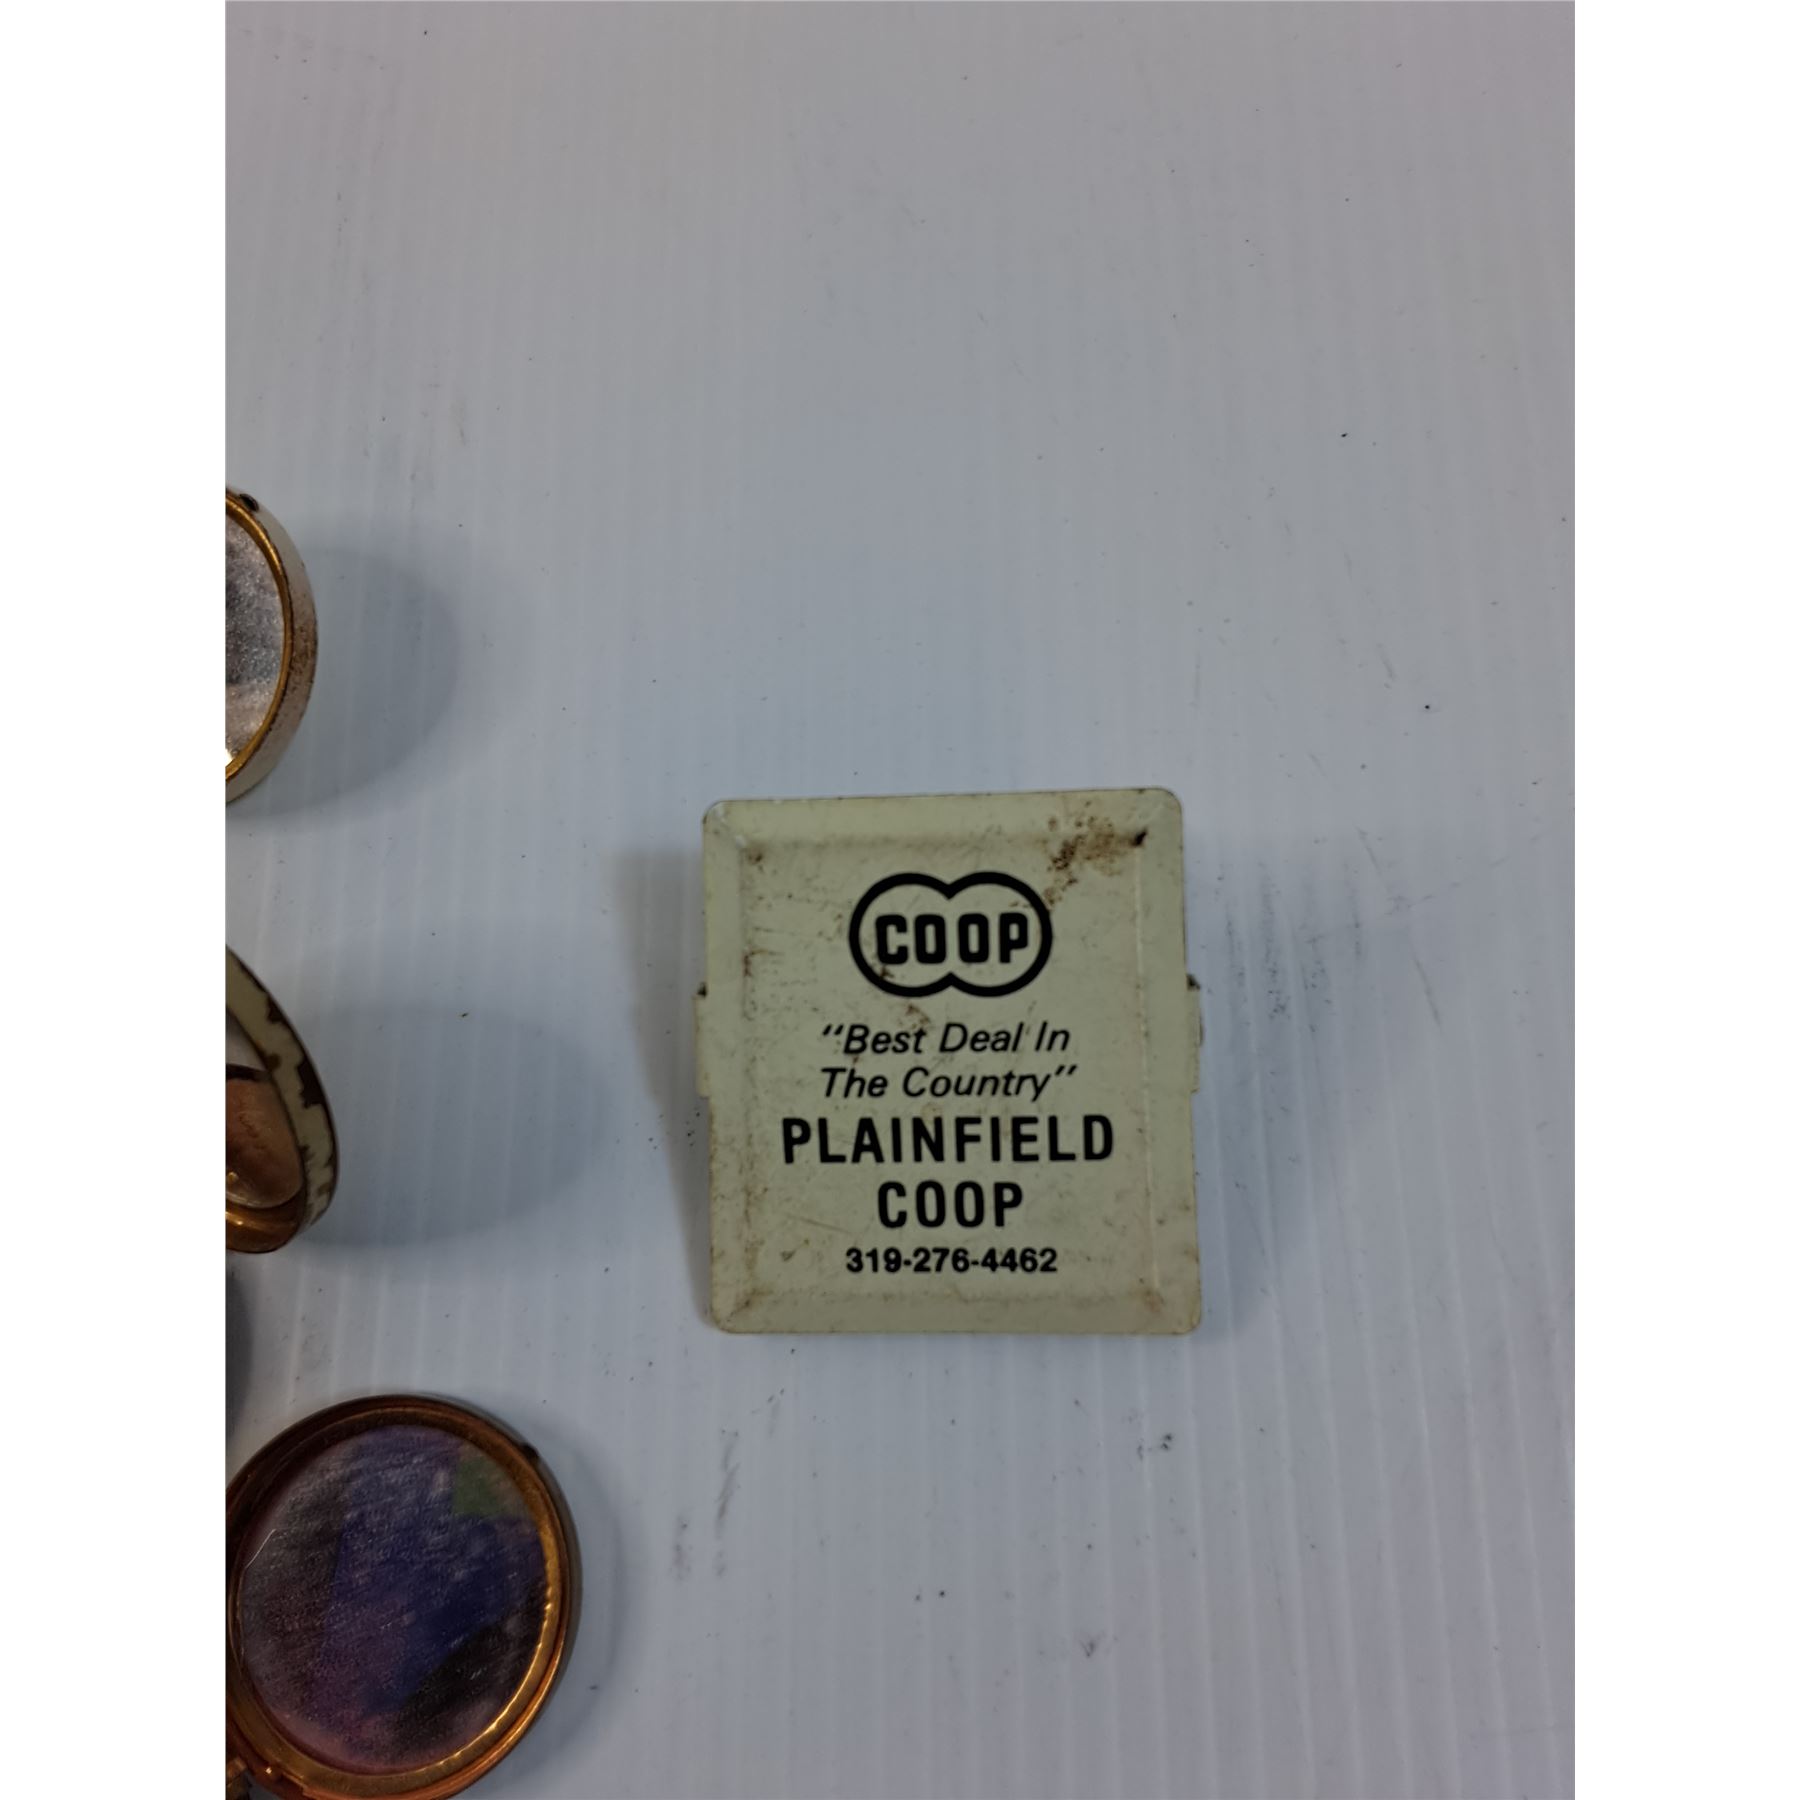 COOP
"Best Deal In
The Country"
PLAINFIELD
COOP
319-276-4462